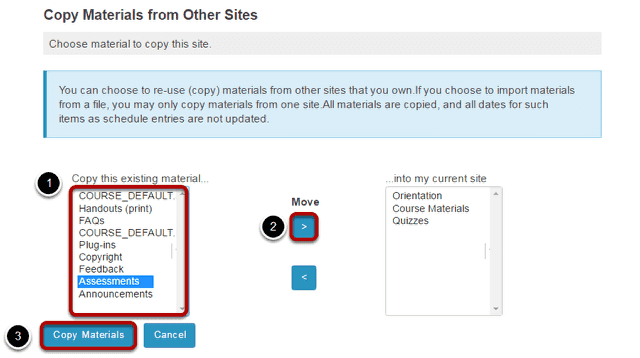 Copy Materials from Other Sites
Choose material to copy this site.
You can choose to re-use (copy) materials from other sites that you own.If you choose to import materials
from a file, you may only copy materials from one site.All materials are copied, and all dates for such
items as schedule entries are not updated.
1
Copy this existing material...
COURSE_DEFAULT.
Handouts (print)
FAQs
COURSE_DEFAULT.
Plug-ins
Copyright
Feedback
Assessments
Announcements
Move
2
>
<
...into my current site
Orientation
Course Materials
Quizzes
3
Copy Materials
Cancel